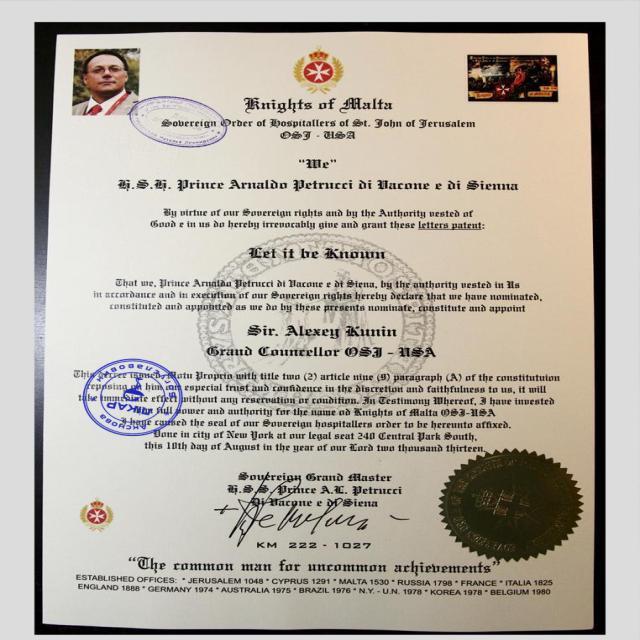 Knights of Malta
Sovereign Order of Hospitallers of St. John of Jerusalem
OSJ - USA
"We"
H.S.H. Prince Arnaldo Petrucci di Vacone e di Sienna
By virtue of our Sovereign rights and by the Authority vested of
Good e in us do hereby irrevocably give and grant these letters patent:
Let it be Known
That we, Prince Arnaldo Petrucci di Vacone e di Siena, by the authority vested in Us
in accordance and in execution of our Sovereign rights hereby declare that we have nominated,
constituted and appointed as we do by these presents nominate, constitute and appoint
Sir. Alexey Kunin
Grand Councellor OSJ - USA
This decree issued Motu Proprio with title two (2) article nine (9) paragraph (A) of the constitution
reposing on him our especial trust and confidence in the discretion and faithfulness to us, it will
take immediate effect without any reservation or condition. In Testimony Whereof, I have invested
full power and authority for the name od Knights of Malta OSJ-USA
I have caused the seal of our Sovereign hospitallers order to be hereunto affixed.
Done in city of New York at our legal seat 240 Central Park South,
this 10th day of August in the year of our Lord two thousand thirteen.
Sovereign Grand Master
H.S.S. Prince A.L. Petrucci
Di Vacone e di Siena
KM 222 - 1027
"The common man for uncommon achievements"
ESTABLISHED OFFICES: * JERUSALEM 1048 * CYPRUS 1291 * MALTA 1530 * RUSSIA 1798 * FRANCE * ITALIA 1825
ENGLAND 1888 * GERMANY 1974 * AUSTRALIA 1975 * BRAZIL 1976 * N.Y. - U.N. 1978 * KOREA 1978 * BELGIUM 1980